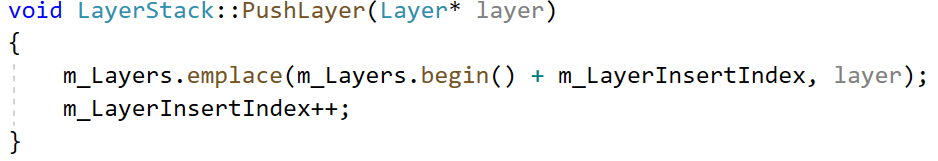 void LayerStack::PushLayer(Layer* layer)
{
    m_Layers.emplace(m_Layers.begin() + m_LayerInsertIndex, layer);
    m_LayerInsertIndex++;
}